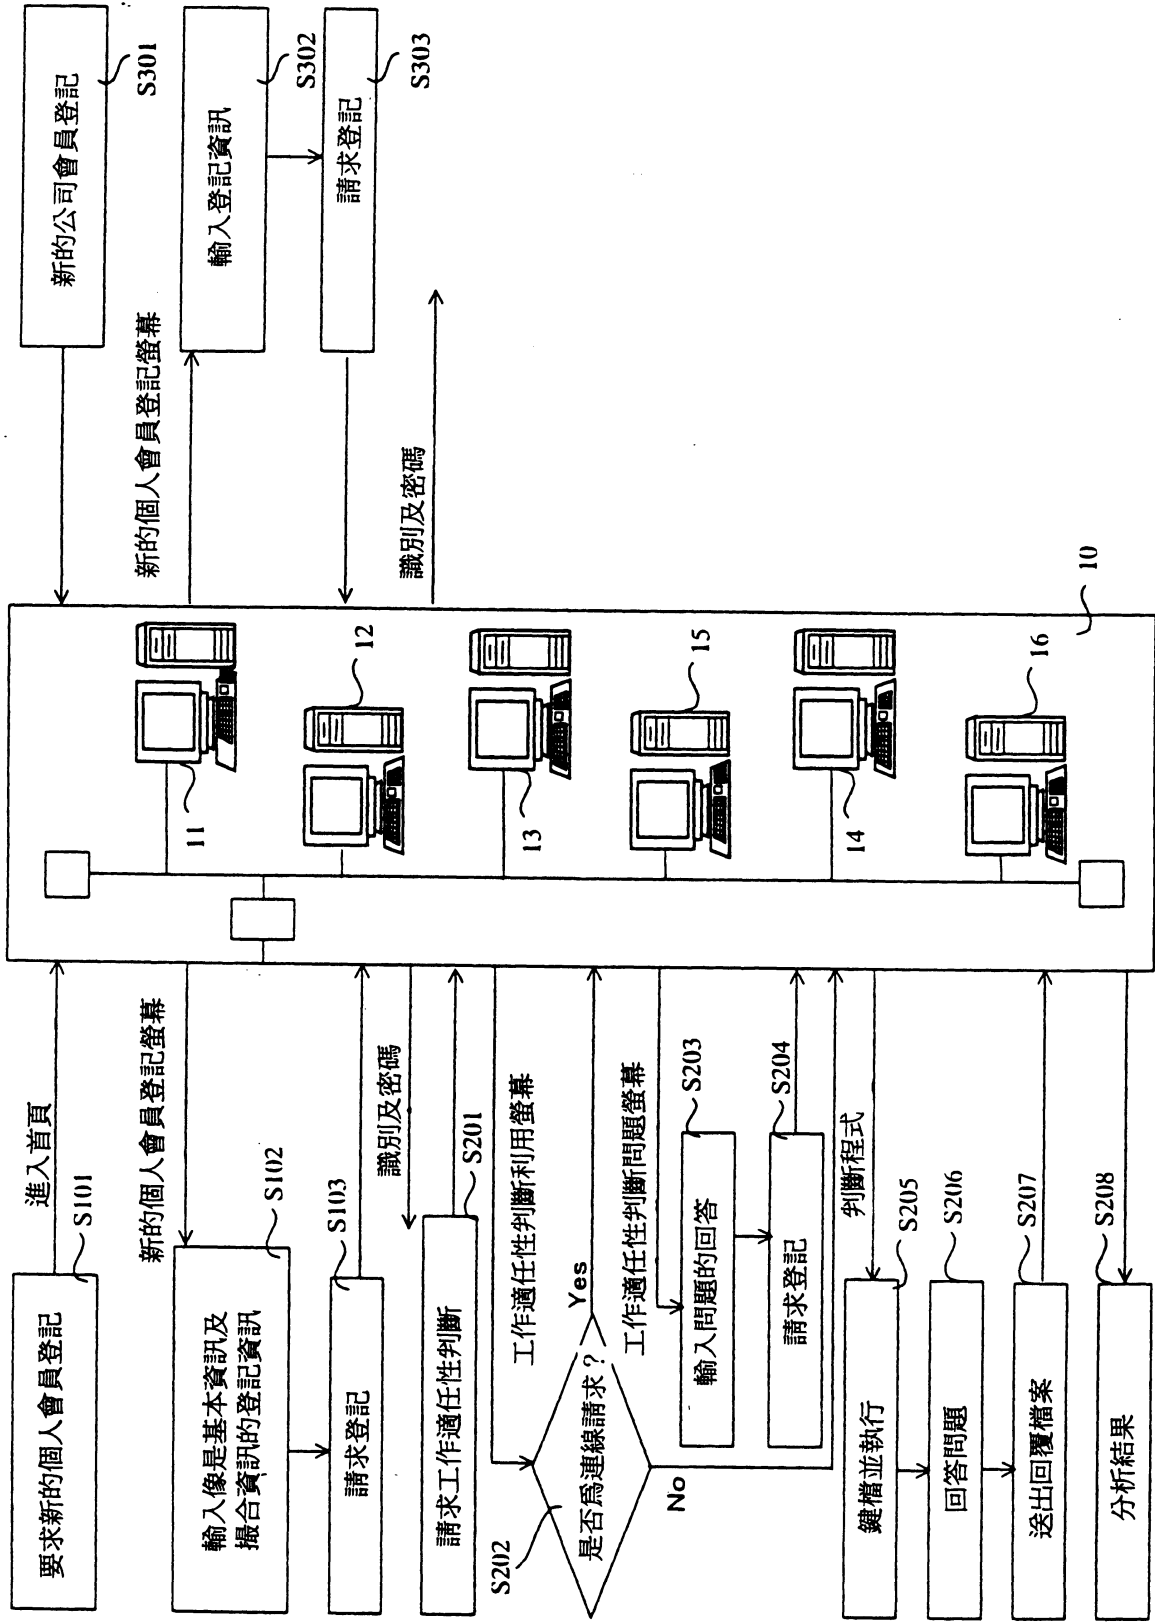 要求新的個人會員登記
S101
進入首頁
新的個人會員登記螢幕
輸入像是基本資訊及
撮合資訊的登記資訊
S102
請求登記
S103
識別及密碼
請求工作適任性判斷
S201
工作適任性判斷利用螢幕
是否為連線請求？
S202
Yes
No
工作適任性判斷問題螢幕
輸入問題的回答
S203
請求登記
S204
判斷程式
鍵檔並執行
S205
回答問題
S206
送出回覆檔案
S207
分析結果
S208
11
12
13
15
14
16
10
新的公司會員登記
S301
新的個人會員登記螢幕
輸入登記資訊
S302
請求登記
S303
識別及密碼